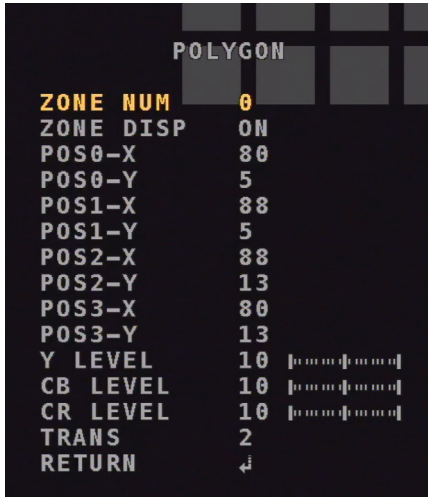 POLYGON
ZONE NUM 0
ZONE DISP ON
POS0-X 80
POS0-Y 5
POS1-X 88
POS1-Y 5
POS2-X 88
POS2-Y 13
POS3-X 80
POS3-Y 13
Y LEVEL 10
CB LEVEL 10
CR LEVEL 10
TRANS 2
RETURN ↲